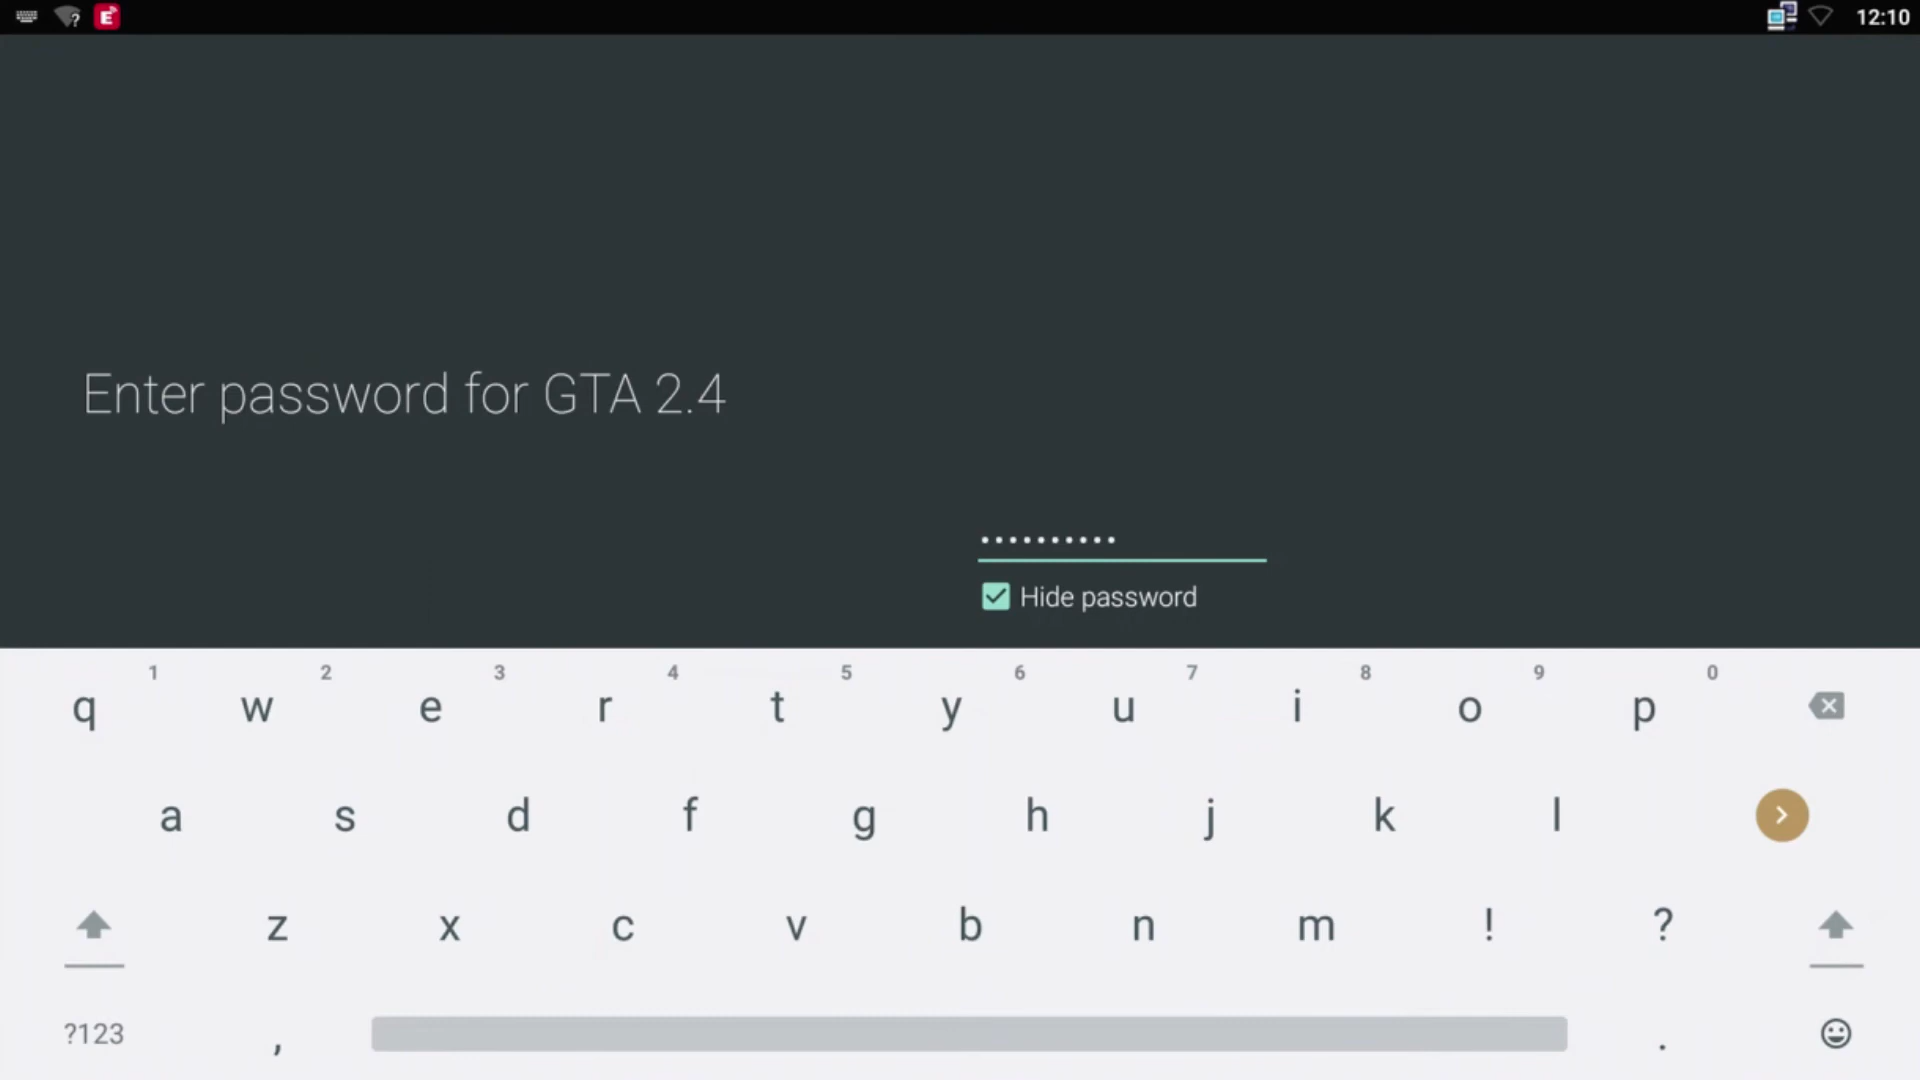 E 12:10
Enter password for GTA 2.4
••••••••••
Hide password
1 2 3 4 5 6 7 8 9 0
q w e r t y u i o p
a s d f g h j k l
z x c v b n m ! ?
?123 , .